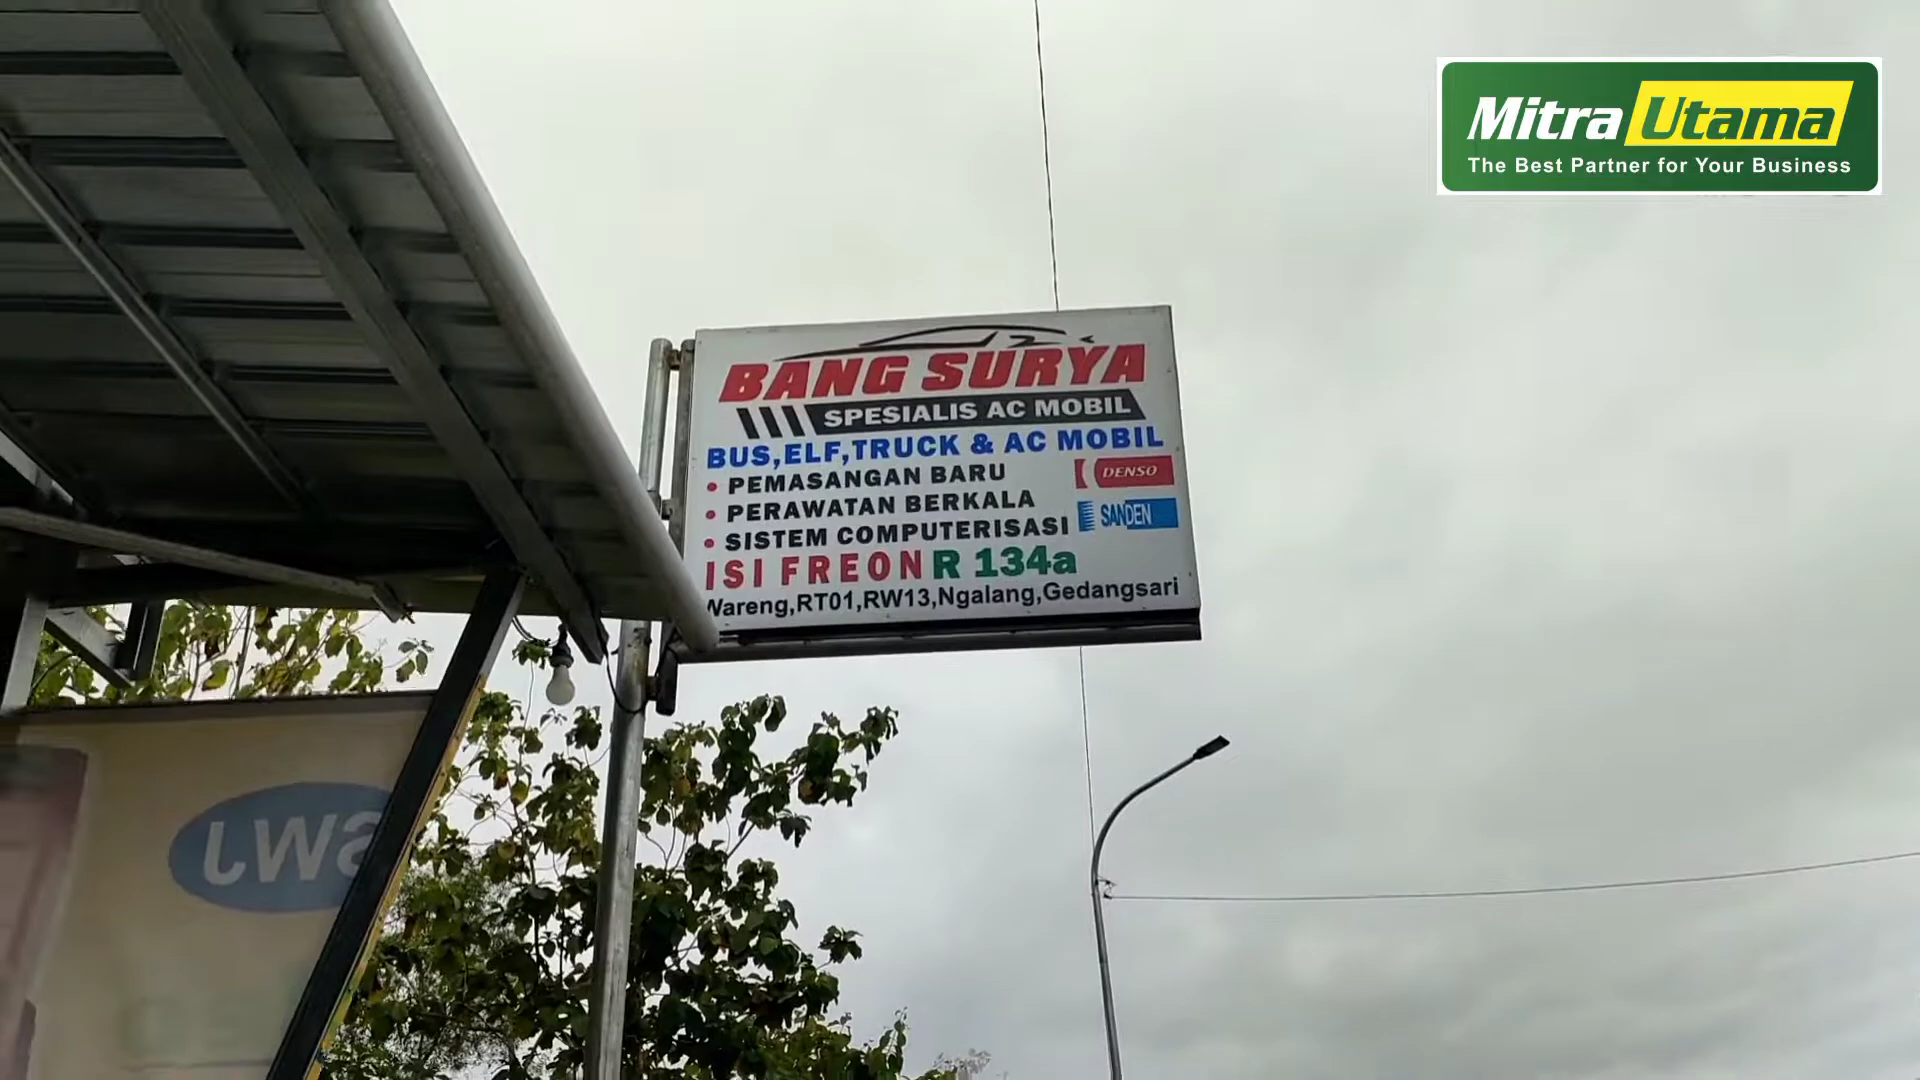 Mitra Utama
The Best Partner for Your Business
BANG SURYA
SPESIALIS AC MOBIL
BUS,ELF,TRUCK & AC MOBIL
• PEMASANGAN BARU
DENSO
• PERAWATAN BERKALA
SANDEN
• SISTEM COMPUTERISASI
ISI FREON R 134a
Wareng,RT01,RW13,Ngalang,Gedangsari